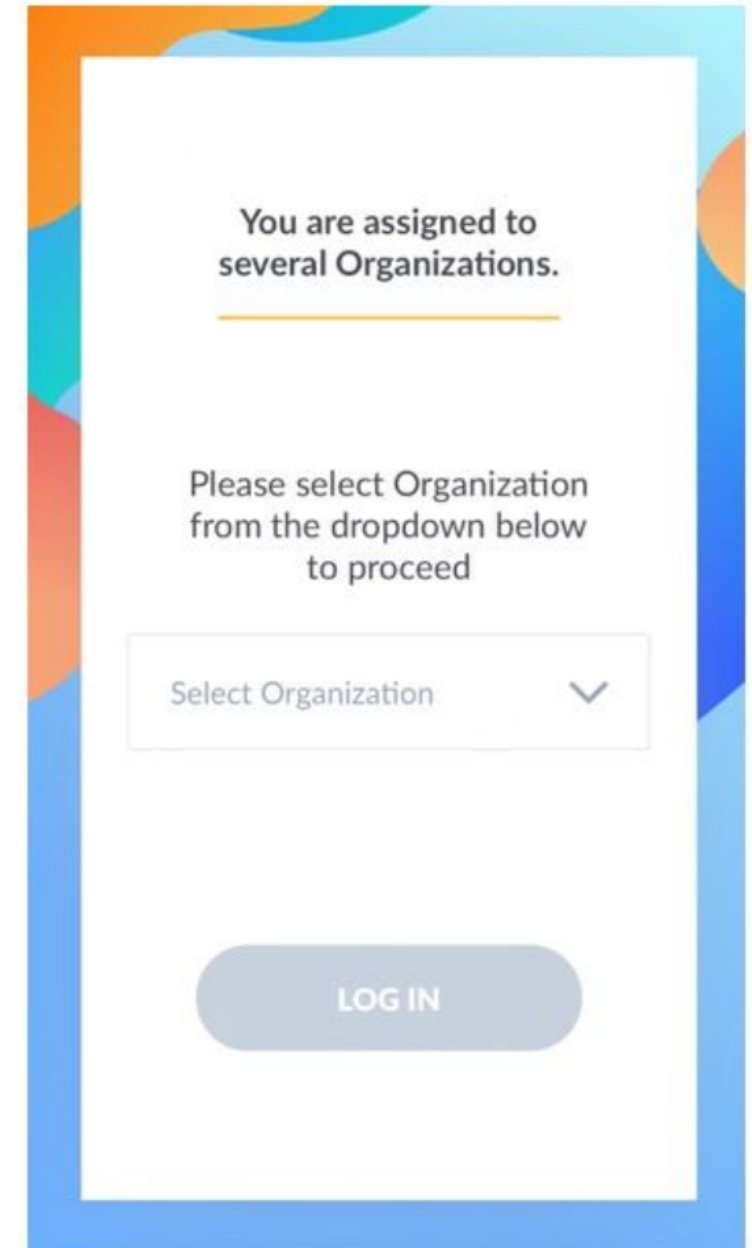 You are assigned to
several Organizations.
Please select Organization
from the dropdown below
to proceed
Select Organization
LOG IN